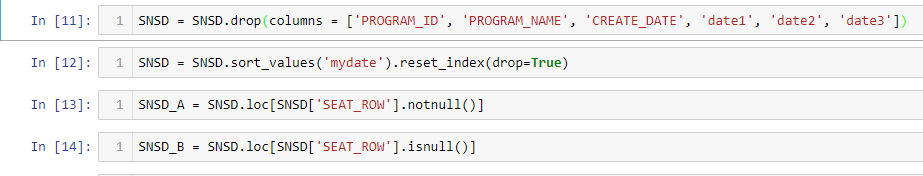 In [11]: 1 SNSD = SNSD.drop(columns = ['PROGRAM_ID', 'PROGRAM_NAME', 'CREATE_DATE', 'date1', 'date2', 'date3'])
In [12]: 1 SNSD = SNSD.sort_values('mydate').reset_index(drop=True)
In [13]: 1 SNSD_A = SNSD.loc[SNSD['SEAT_ROW'].notnull()]
In [14]: 1 SNSD_B = SNSD.loc[SNSD['SEAT_ROW'].isnull()]